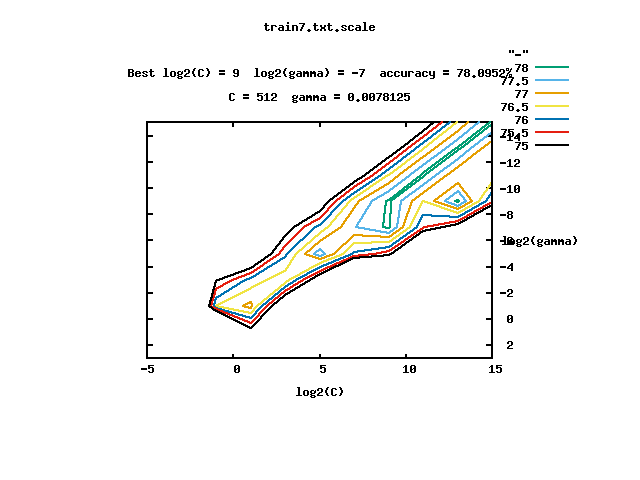 train7.txt.scale
"-"
Best log2(C) = 9  log2(gamma) = -7  accuracy = 78.0952%
C = 512  gamma = 0.0078125
78
77.5
77
76.5
76
75.5
75
-14
-12
-10
-8
-6
log2(gamma)
-4
-2
0
2
-5 0 5 10 15
log2(C)